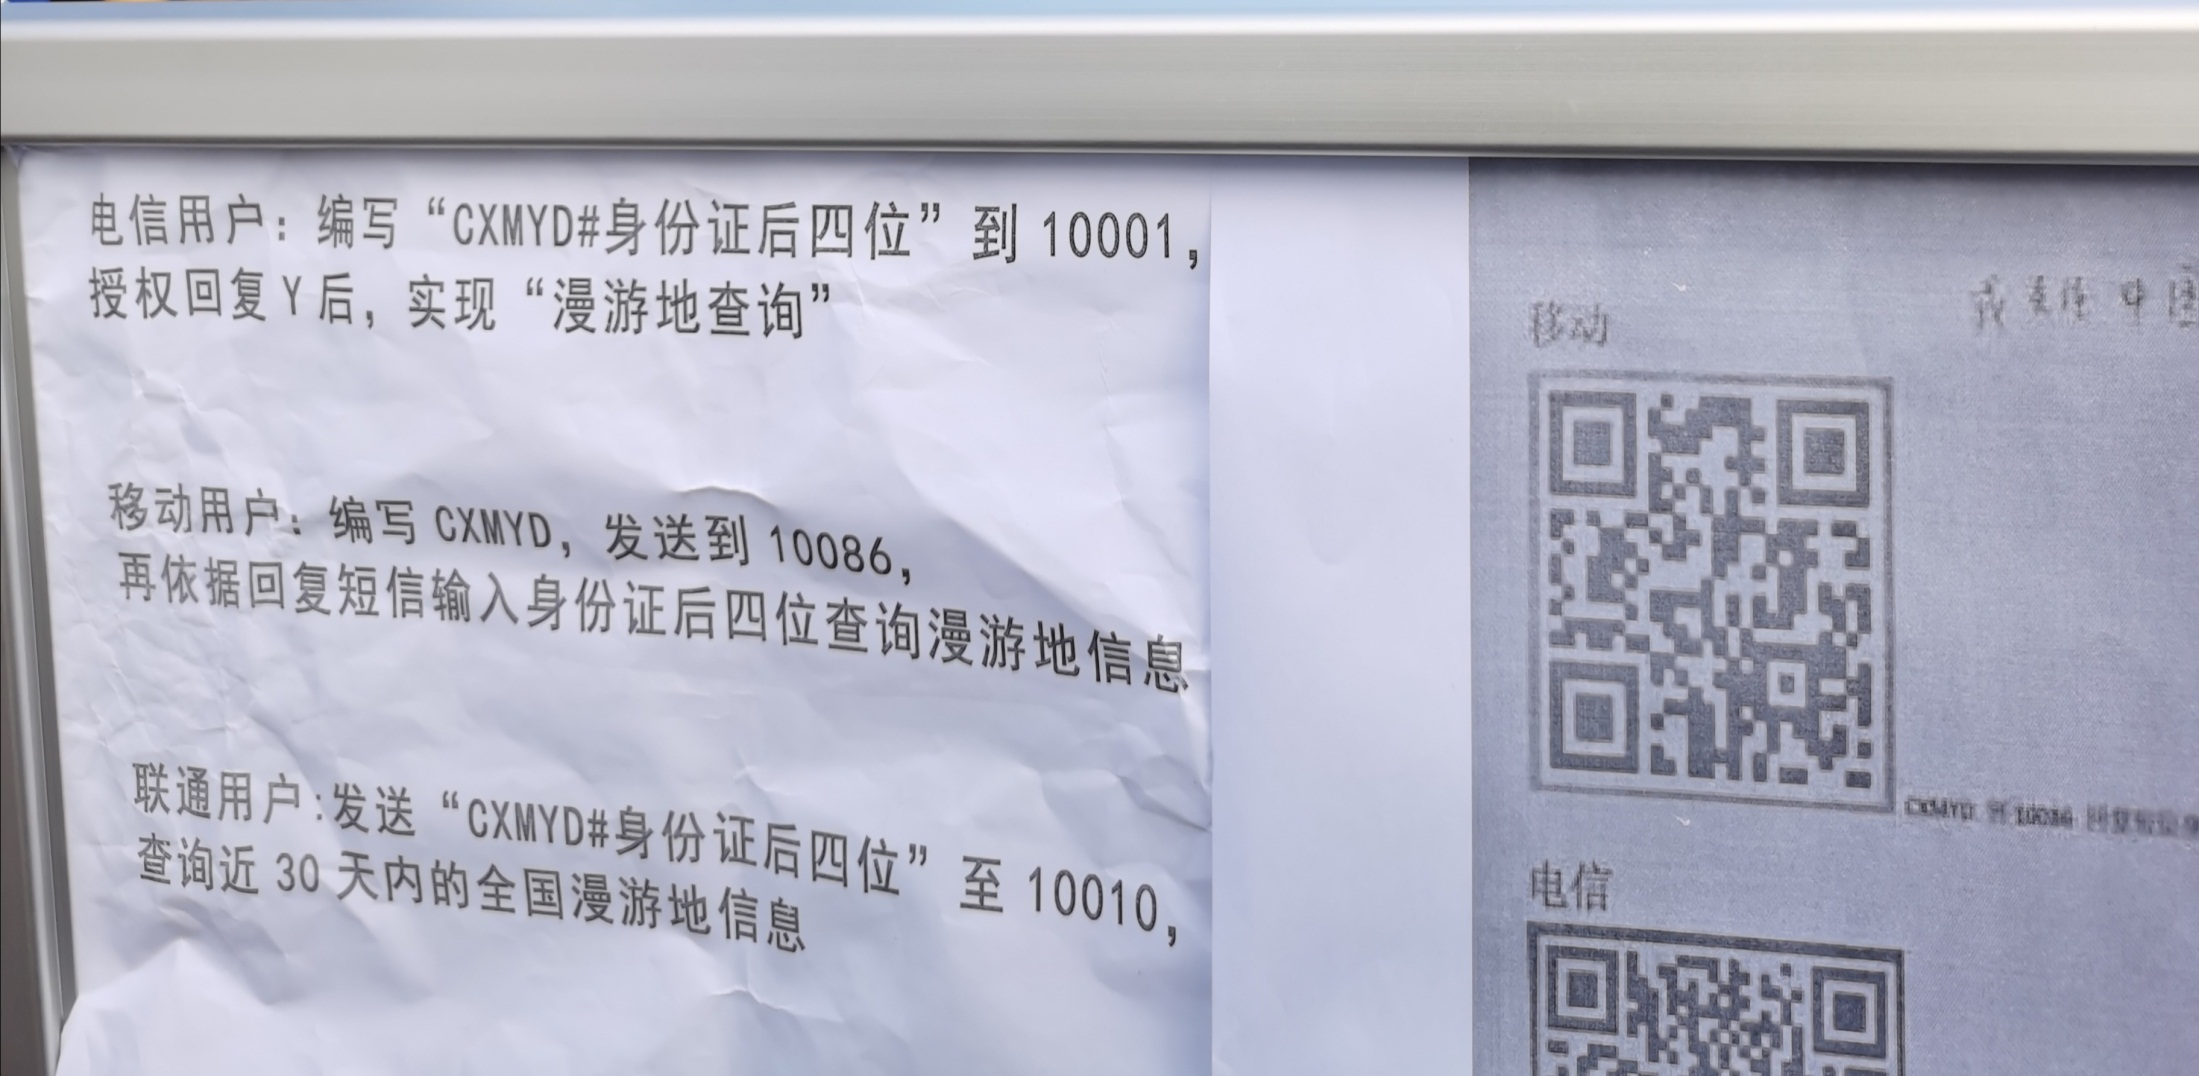 电信用户：编写“CXMYD#身份证后四位”到 10001，
授权回复Y后，实现“漫游地查询”
移动用户：编写 CXMYD，发送到 10086，
再依据回复短信输入身份证后四位查询漫游地信息
联通用户:发送“CXMYD#身份证后四位”至 10010，
查询近 30 天内的全国漫游地信息
移动
CXMYD 到 10086
电信